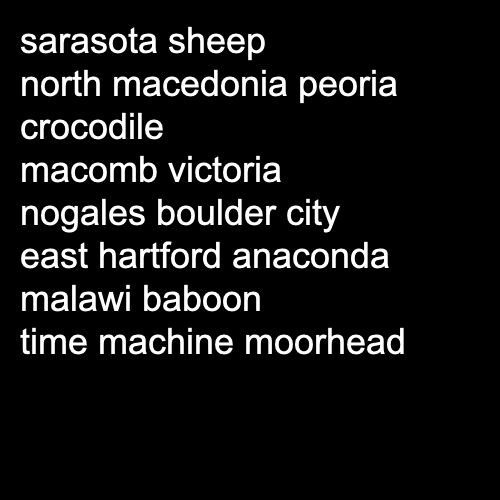 sarasota sheep
north macedonia peoria
crocodile
macomb victoria
nogales boulder city
east hartford anaconda
malawi baboon
time machine moorhead